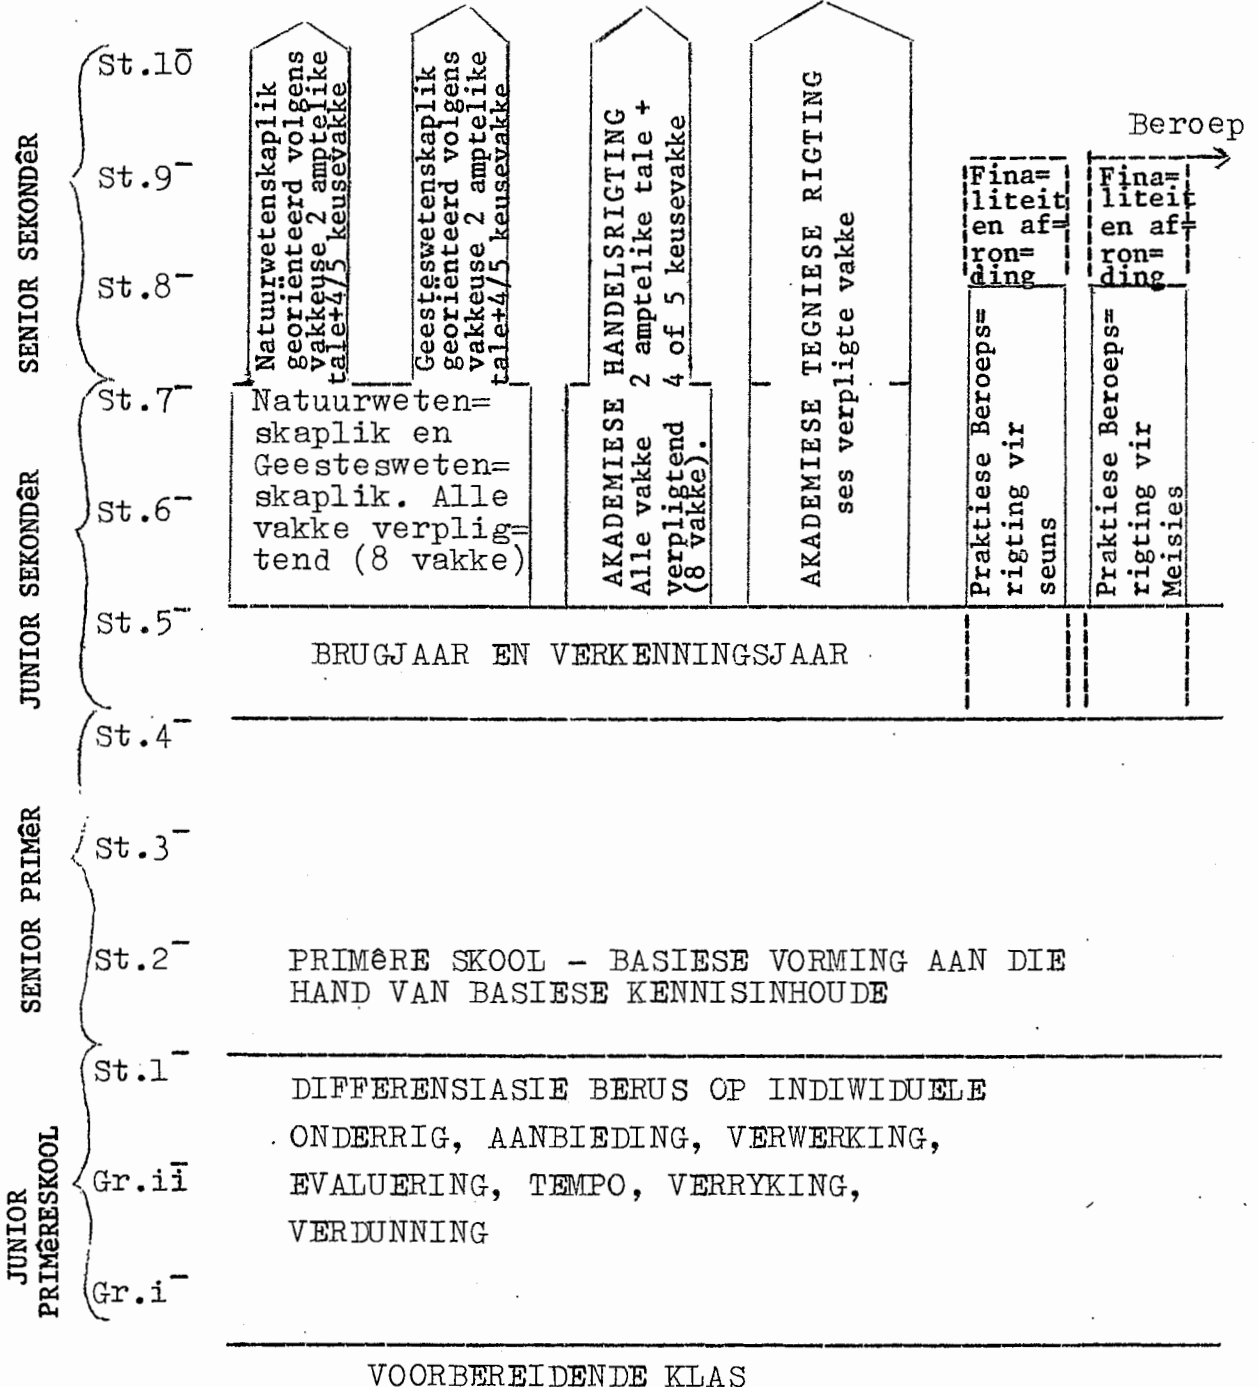 SENIOR SEKONDêR
St.10
St.9
St.8
Natuurwetenskaplik
georiënteerd volgens
vakkeuse 2 amptelike
tale+4/5 keusevakke
Geesteswetenskaplik
georiënteerd volgens
vakkeuse 2 amptelike
tale+4/5 keusevakke
AKADEMIESE HANDELSRIGTING
2 amptelike tale +
4 of 5 keusevakke
Alle vakke
verpligtend
(8 vakke).
AKADEMIESE TEGNIESE RIGTING
ses verpligte vakke
Beroep
Fina=
liteit
en af=
ron=
ding
Fina=
liteit
en af=
ron=
ding
Praktiese Beroeps=
rigting vir
seuns
Praktiese Beroeps=
rigting vir
Meisies
JUNIOR SEKONDêR
St.7
St.6
St.5
Natuurweten=
skaplik en
Geestesweten=
skaplik. Alle
vakke verplig=
tend (8 vakke)
BRUGJAAR EN VERKENNINGSJAAR
SENIOR PRIMêR
St.4
St.3
St.2
PRIMêRE SKOOL - BASIESE VORMING AAN DIE
HAND VAN BASIESE KENNISINHOUDE
JUNIOR
PRIMêRESKOOL
St.1
Gr.ii
Gr.i
DIFFERENSIASIE BERUS OP INDIWIDUELE
ONDERRIG, AANBIEDING, VERWERKING,
EVALUERING, TEMPO, VERRYKING,
VERDUNNING
VOORBEREIDENDE KLAS